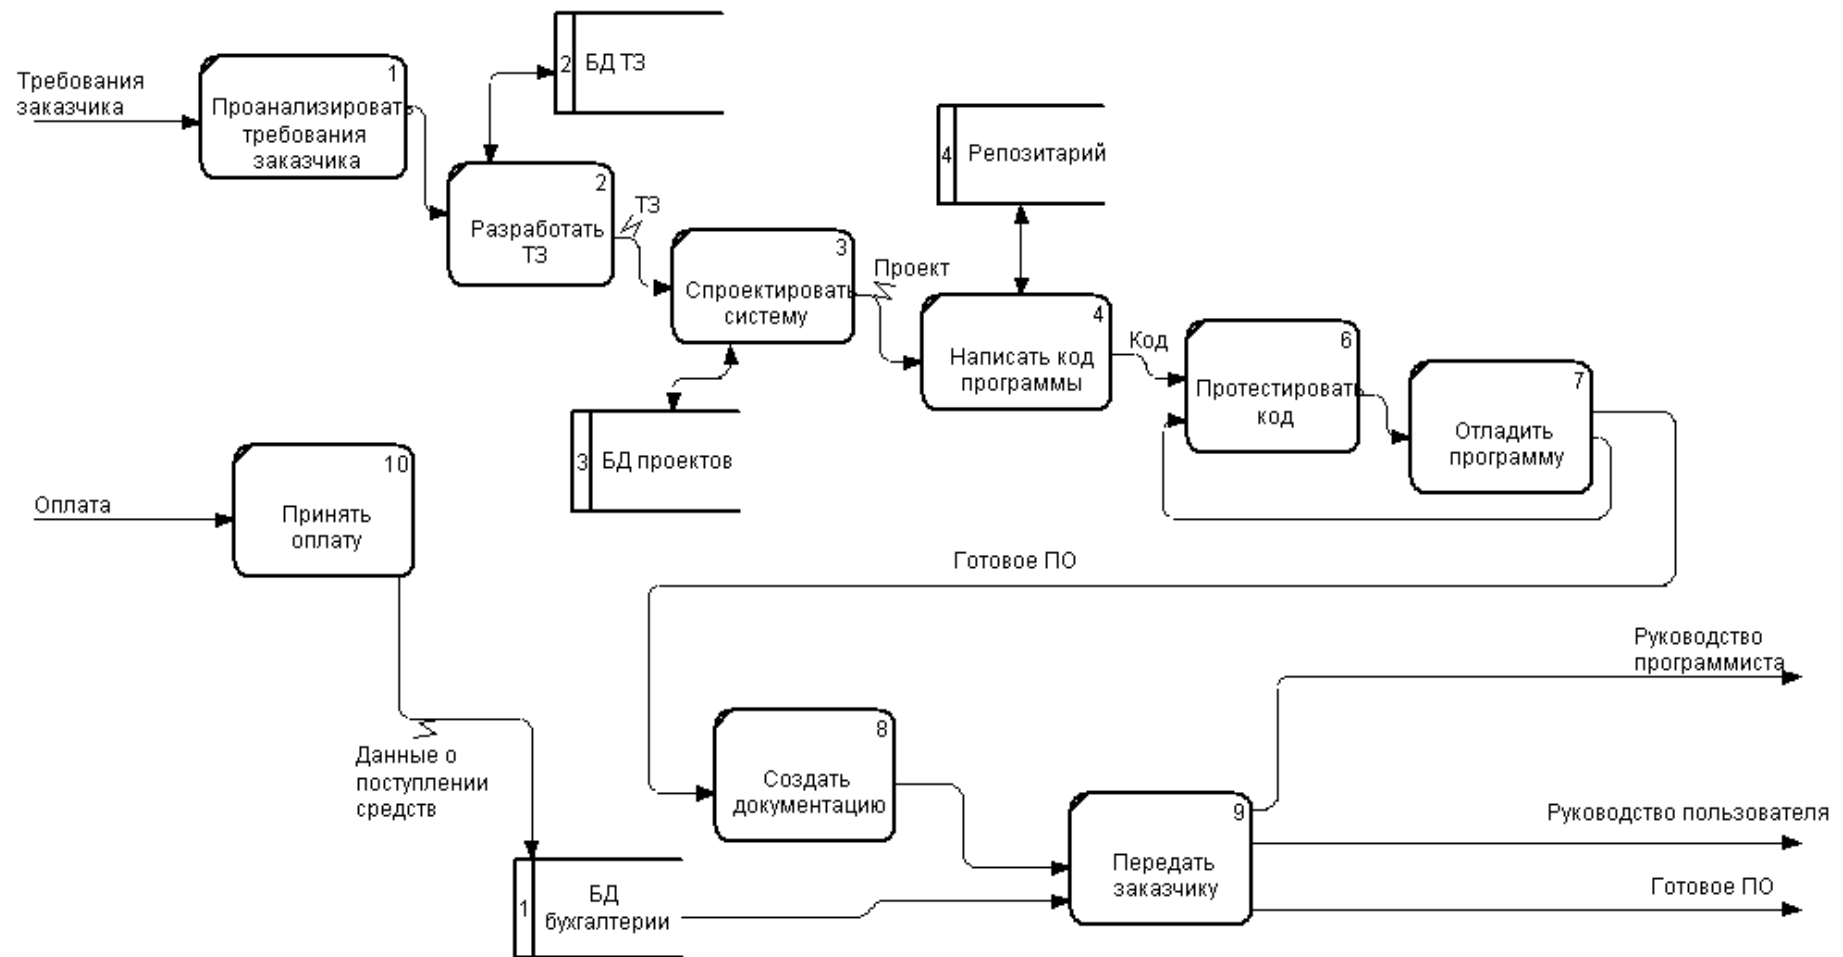 Требования
заказчика
1
Проанализировать
требования
заказчика
2
БД ТЗ
2
Разработать
ТЗ
ТЗ
3
Спроектировать
систему
Проект
4
Репозитарий
4
Написать код
программы
Код
6
Протестировать
код
7
Отладить
программу
3
БД проектов
Оплата
10
Принять
оплату
Готовое ПО
Руководство
программиста
Данные о
поступлении
средств
8
Создать
документацию
9
Передать
заказчику
Руководство пользователя
Готовое ПО
1
БД
бухгалтерии